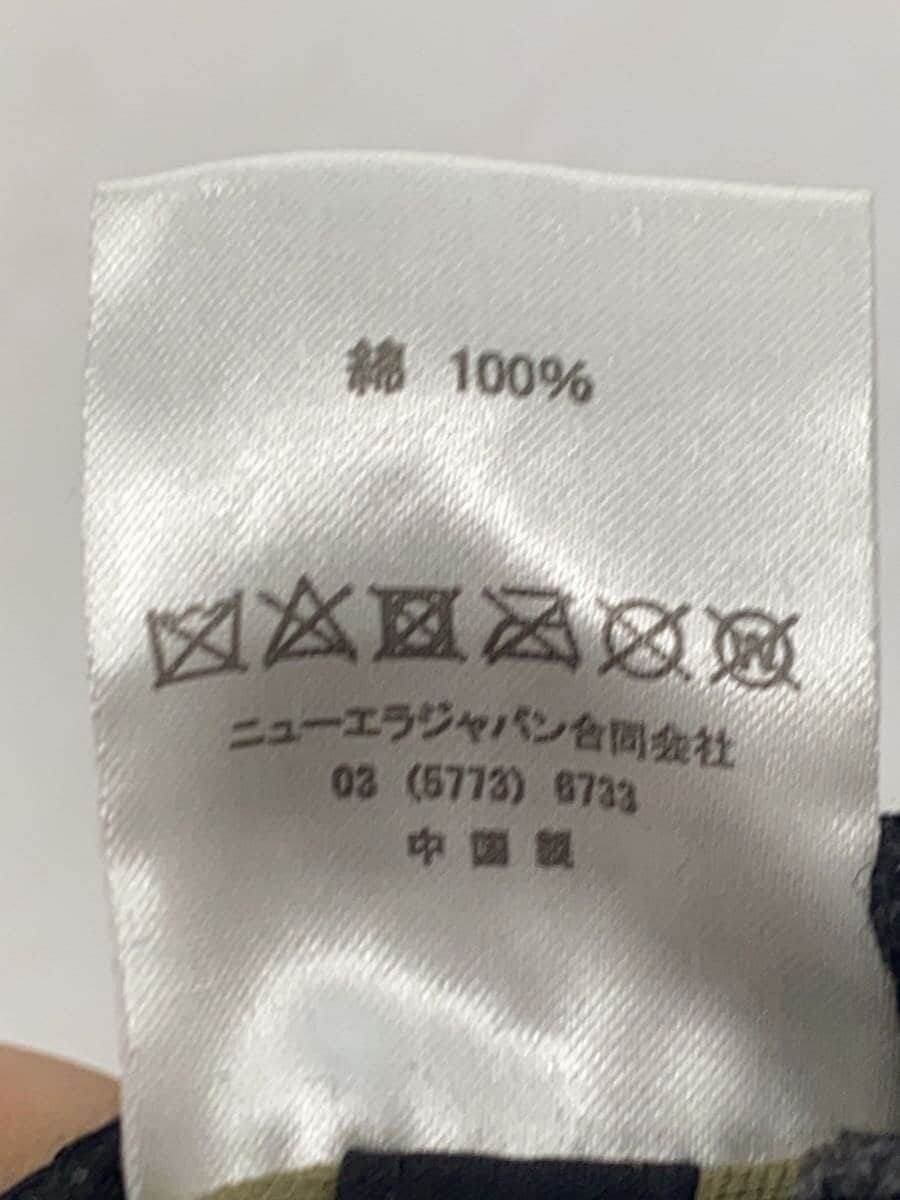 綿 100%
ニューエラジャパン合同会社
03 (5773) 6733
中国製